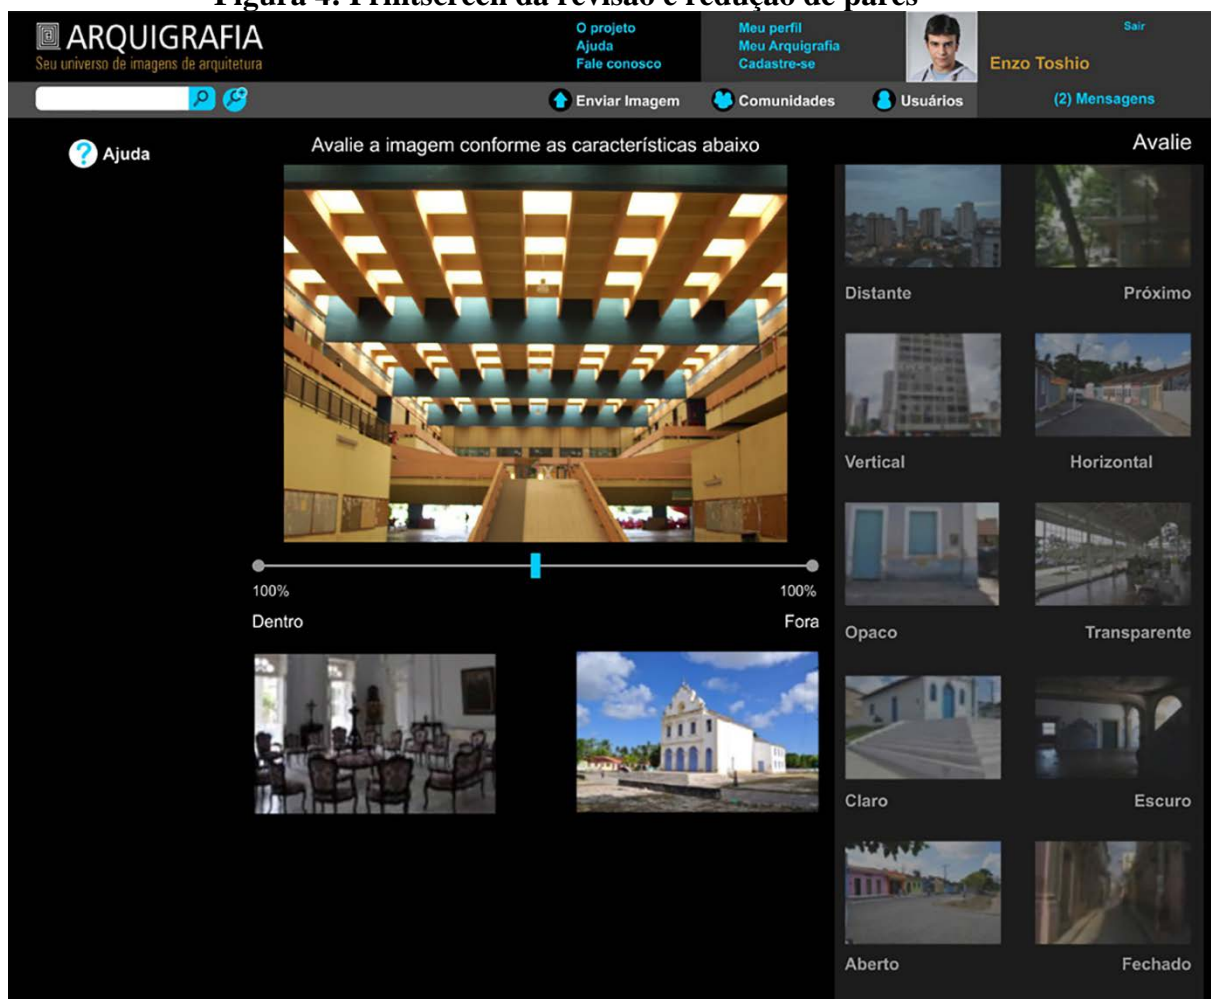 Figura 4: Printscreen da revisão e redução de pares
ARQUIGRAFIA
Seu universo de imagens de arquitetura
O projeto
Ajuda
Fale conosco
Meu perfil
Meu Arquigrafia
Cadastre-se
Sair
Enzo Toshio
Enviar Imagem
Comunidades
Usuários
(2) Mensagens
Ajuda
Avalie a imagem conforme as características abaixo
Avalie
Distante
Próximo
Vertical
Horizontal
100%
100%
Dentro
Fora
Opaco
Transparente
Claro
Escuro
Aberto
Fechado